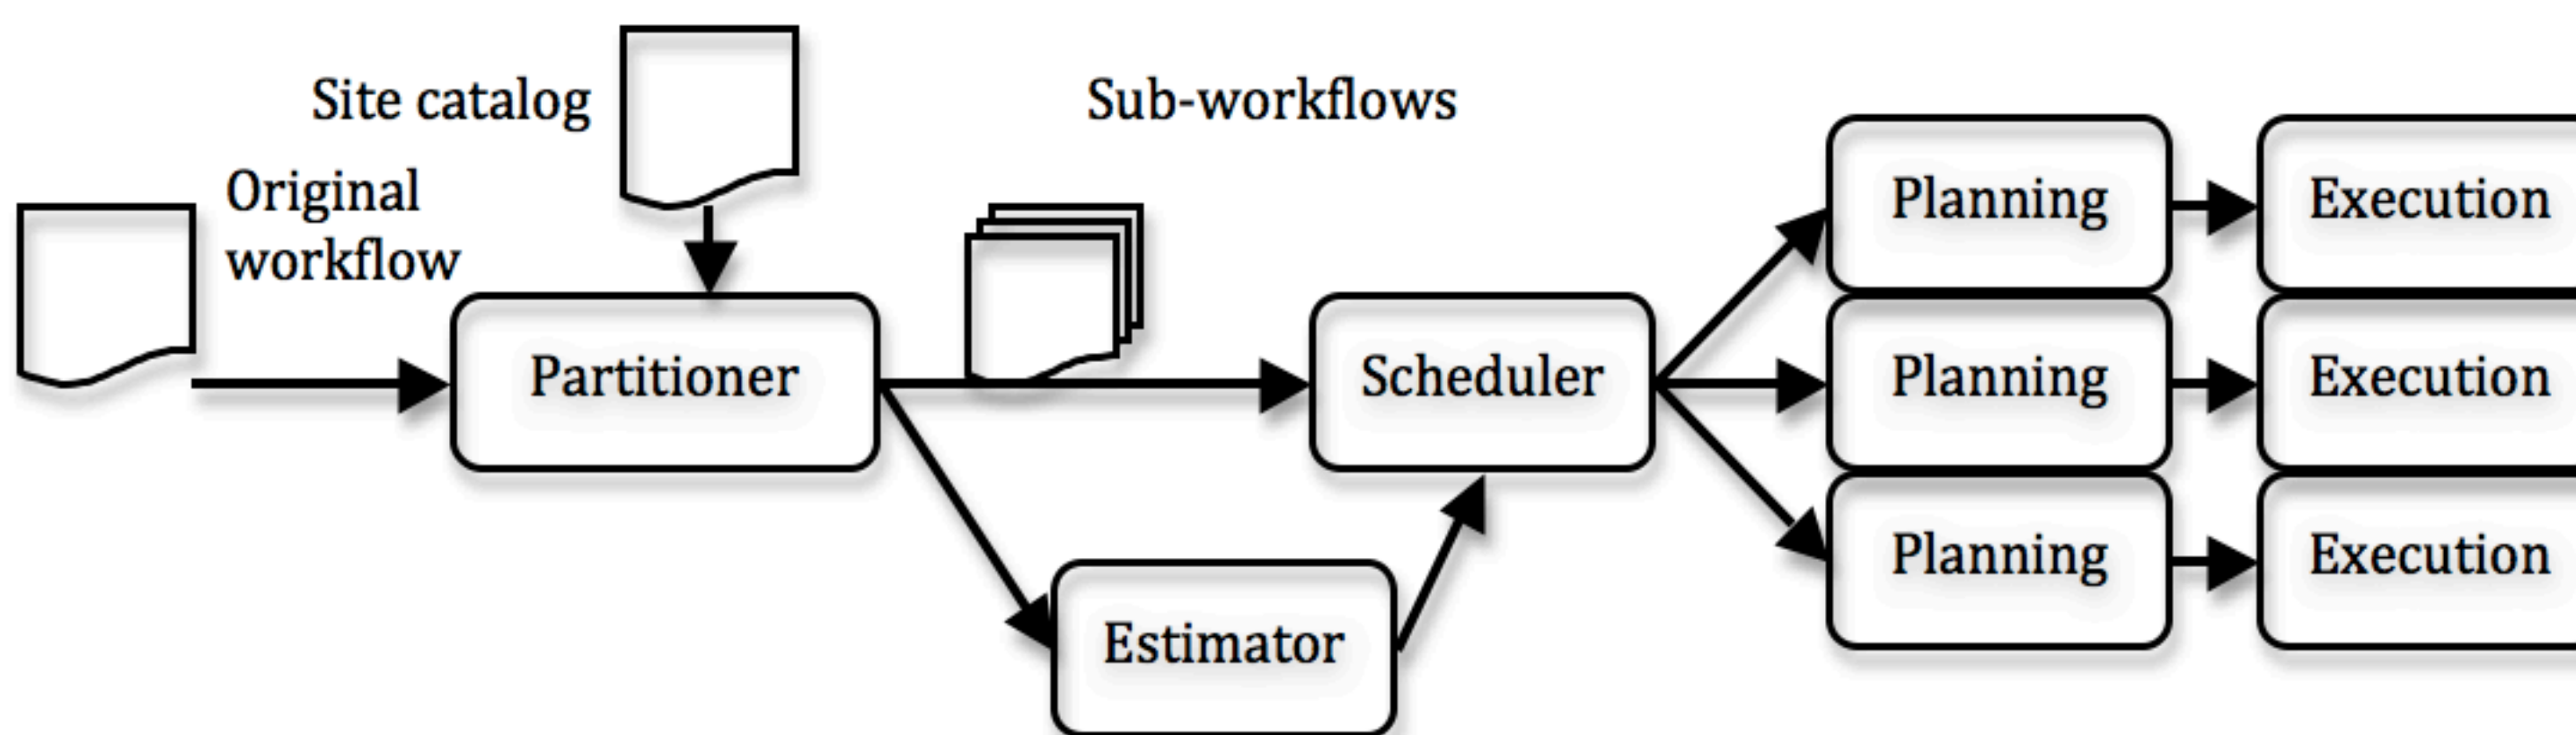 Site catalog
Sub-workflows
Original
workflow
Planning
Execution
Partitioner
Scheduler
Planning
Execution
Planning
Execution
Estimator